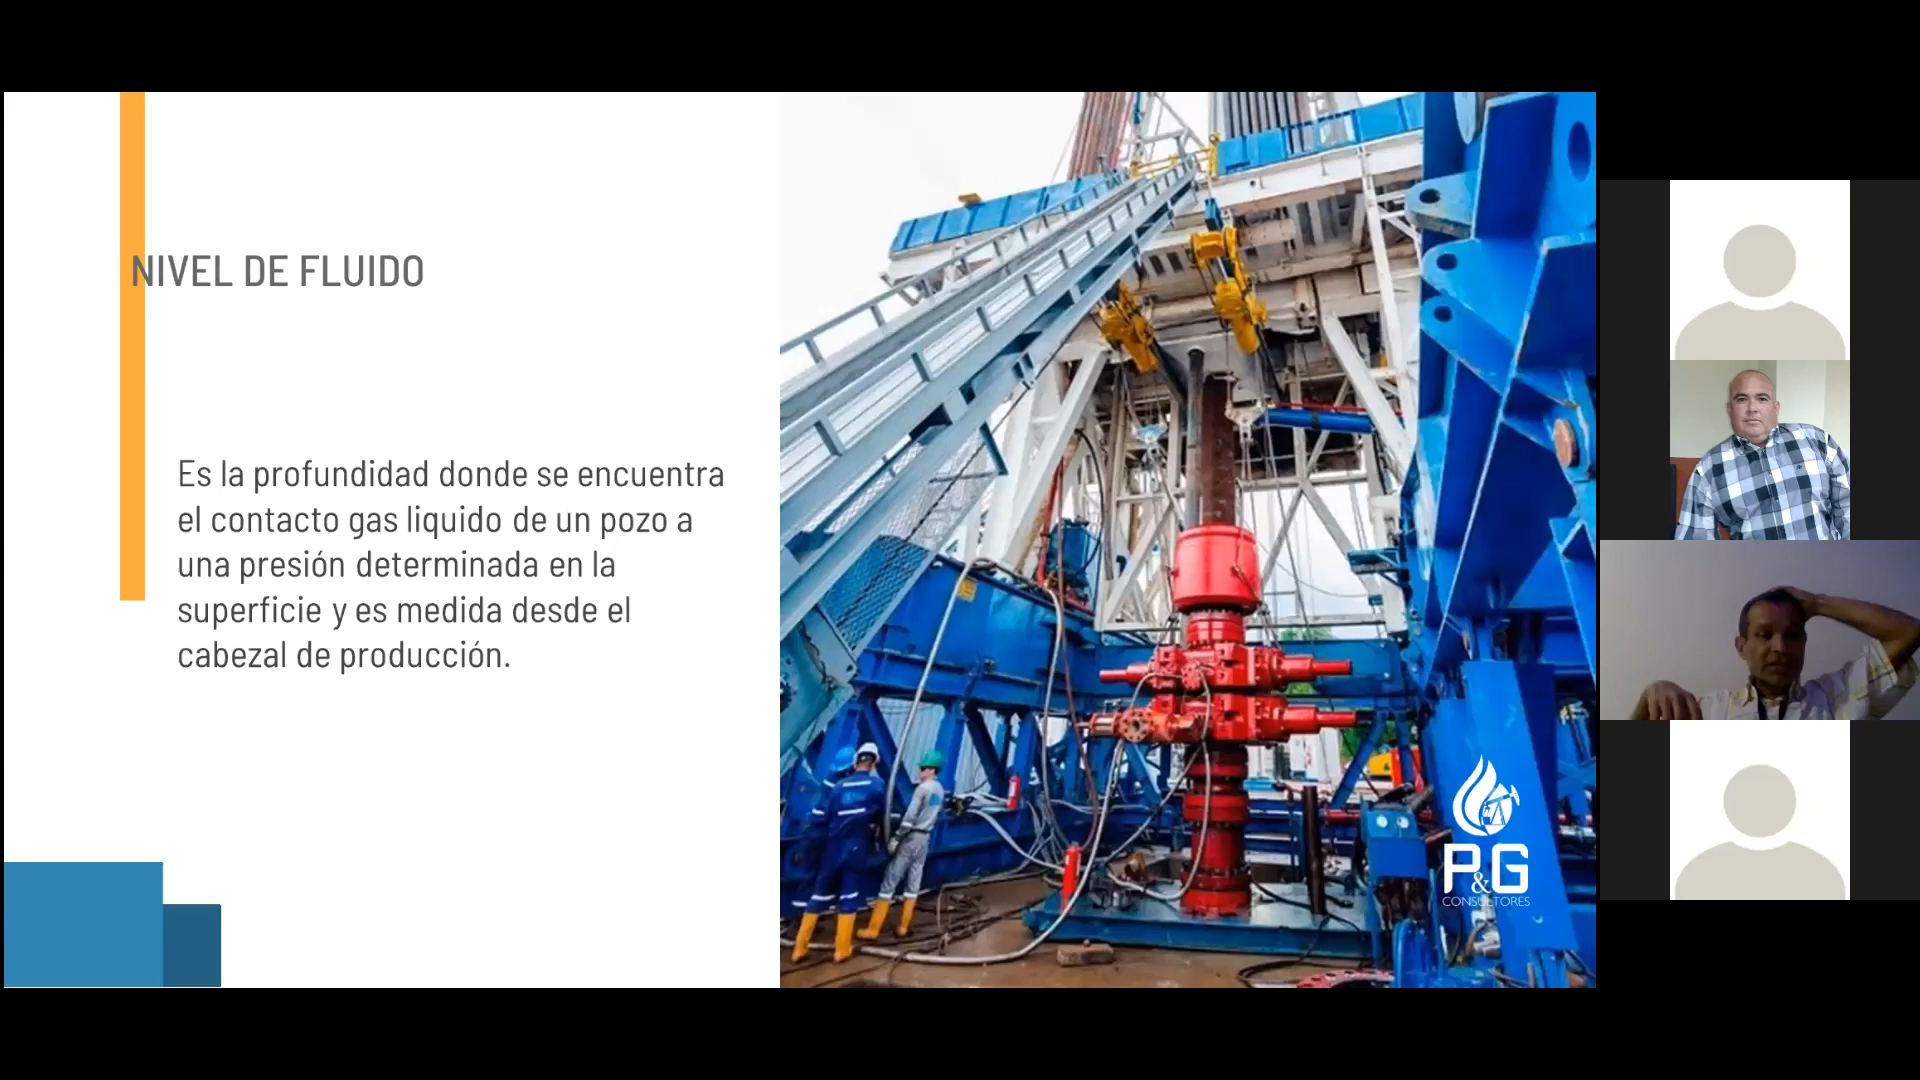 NIVEL DE FLUIDO
Es la profundidad donde se encuentra
el contacto gas liquido de un pozo a
una presión determinada en la
superficie y es medida desde el
cabezal de producción.
P&G
CONSULTORES